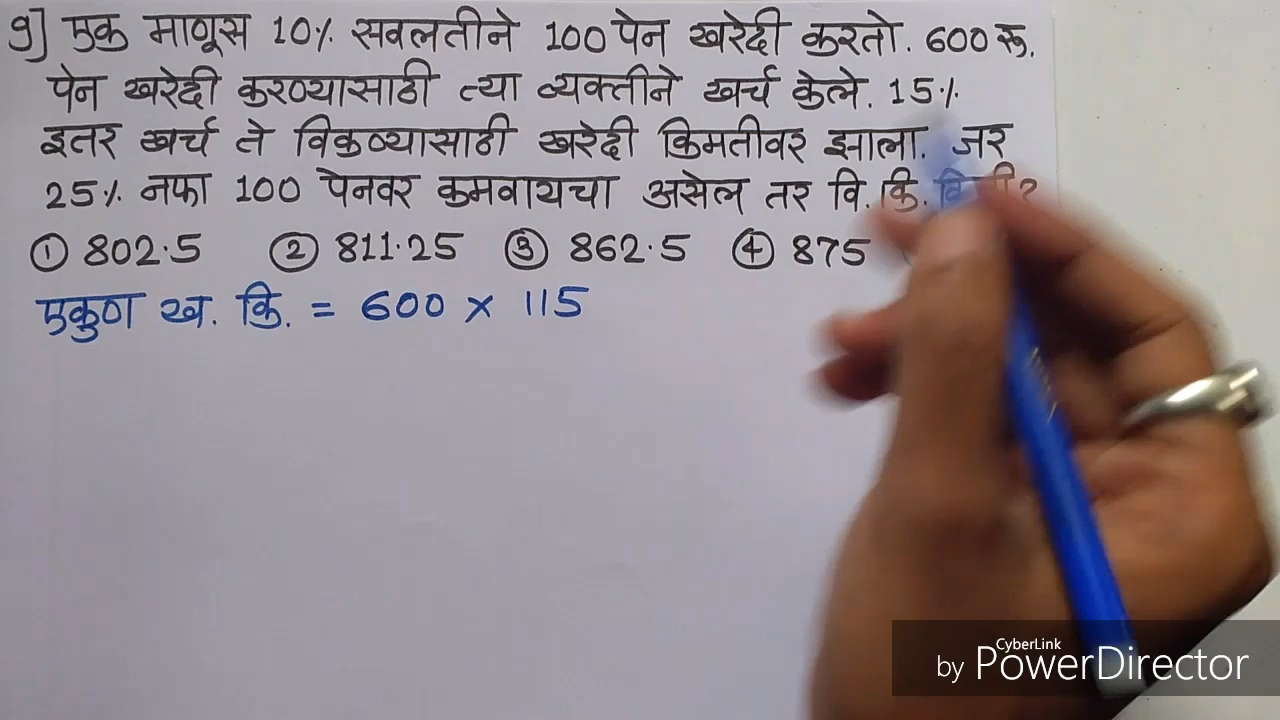 9] एक माणूस 10% सवलतीने 100 पेन खरेदी करतो. 600 रू.
पेन खरेदी करण्यासाठी त्या व्यक्तीने खर्च केले. 15%
इतर खर्च ते विकण्यासाठी खरेदी किमतीवर झाला. जर
25% नफा 100 पेनवर कमवायचा असेल तर वि. कि.
① 802.5 ② 811.25 ③ 862.5 ④ 875
एकुण ख. कि. = 600 × 115
CyberLink
by PowerDirector